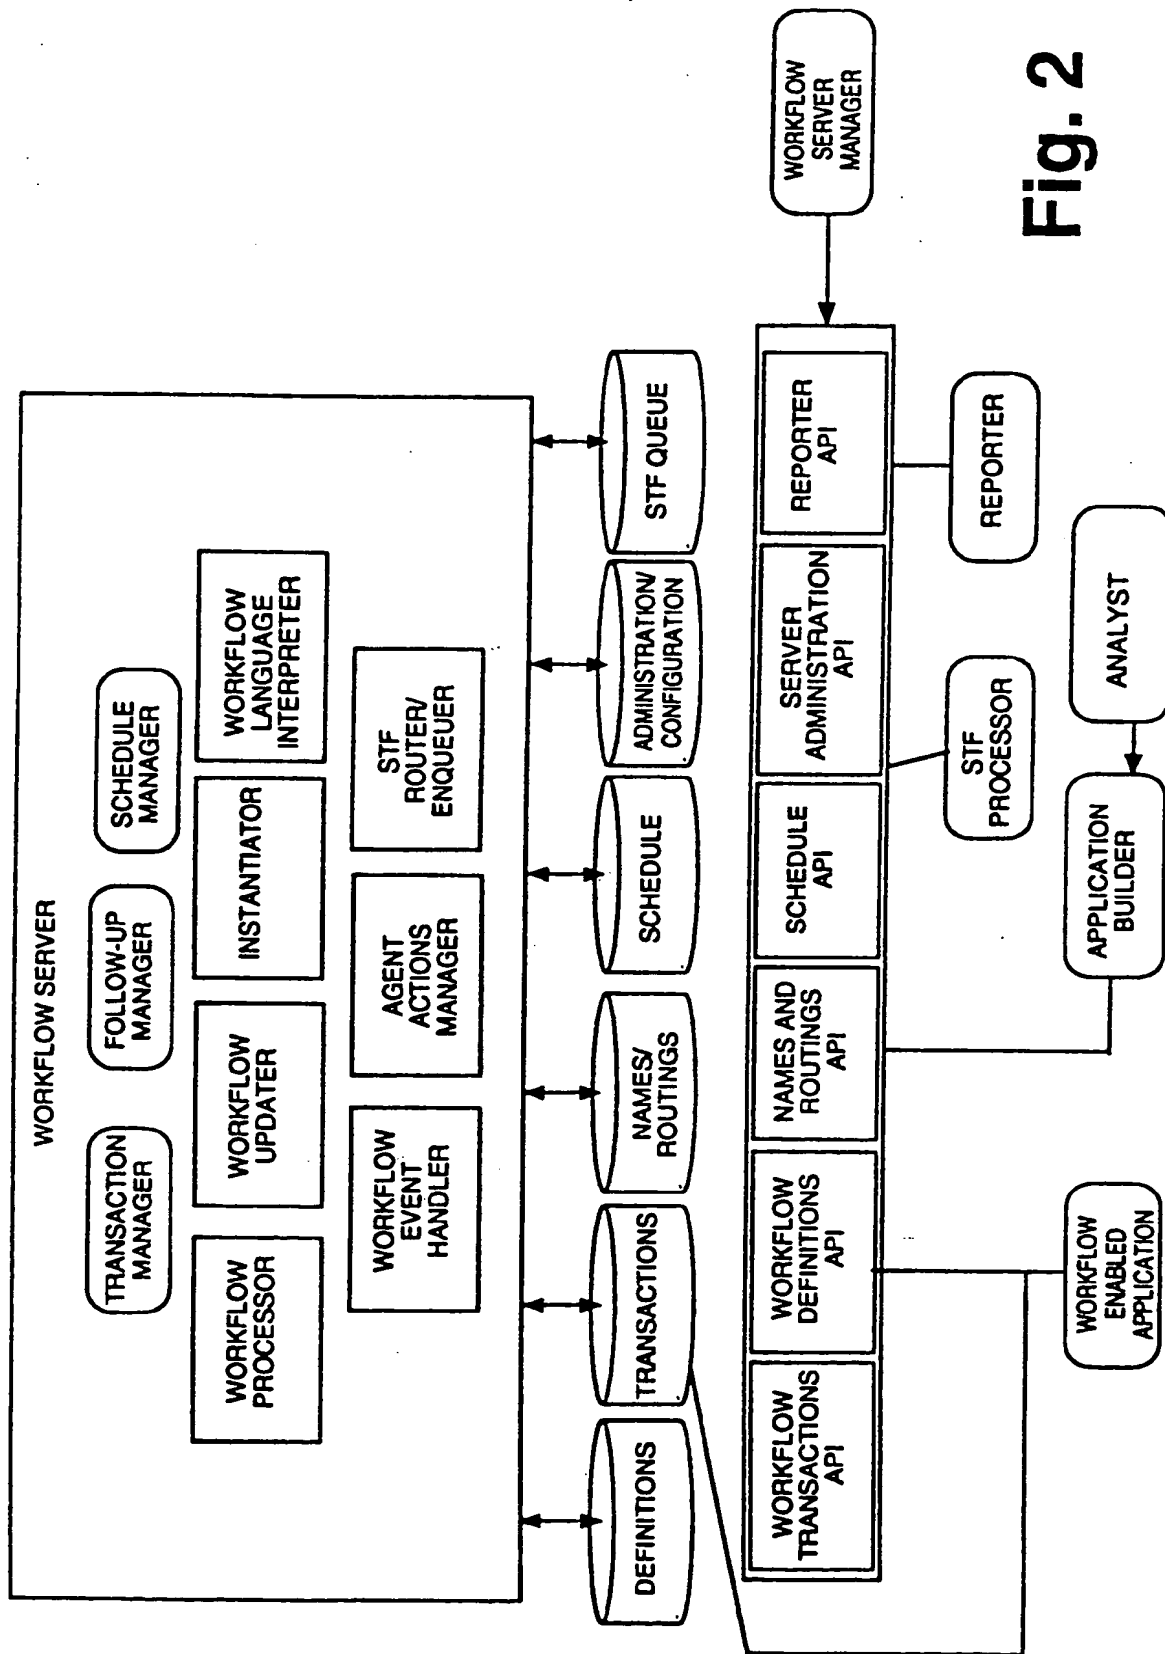 WORKFLOW SERVER
TRANSACTION
MANAGER
FOLLOW-UP
MANAGER
SCHEDULE
MANAGER
WORKFLOW
PROCESSOR
WORKFLOW
UPDATER
INSTANTIATOR
WORKFLOW
LANGUAGE
INTERPRETER
WORKFLOW
EVENT
HANDLER
AGENT
ACTIONS
MANAGER
STF
ROUTER/
ENQUEUER
DEFINITIONS
TRANSACTIONS
NAMES/
ROUTINGS
SCHEDULE
ADMINISTRATION/
CONFIGURATION
STF QUEUE
WORKFLOW
TRANSACTIONS
API
WORKFLOW
DEFINITIONS
API
NAMES AND
ROUTINGS
API
SCHEDULE
API
SERVER
ADMINISTRATION
API
REPORTER
API
WORKFLOW
SERVER
MANAGER
WORKFLOW
ENABLED
APPLICATION
APPLICATION
BUILDER
STF
PROCESSOR
REPORTER
ANALYST
Fig. 2